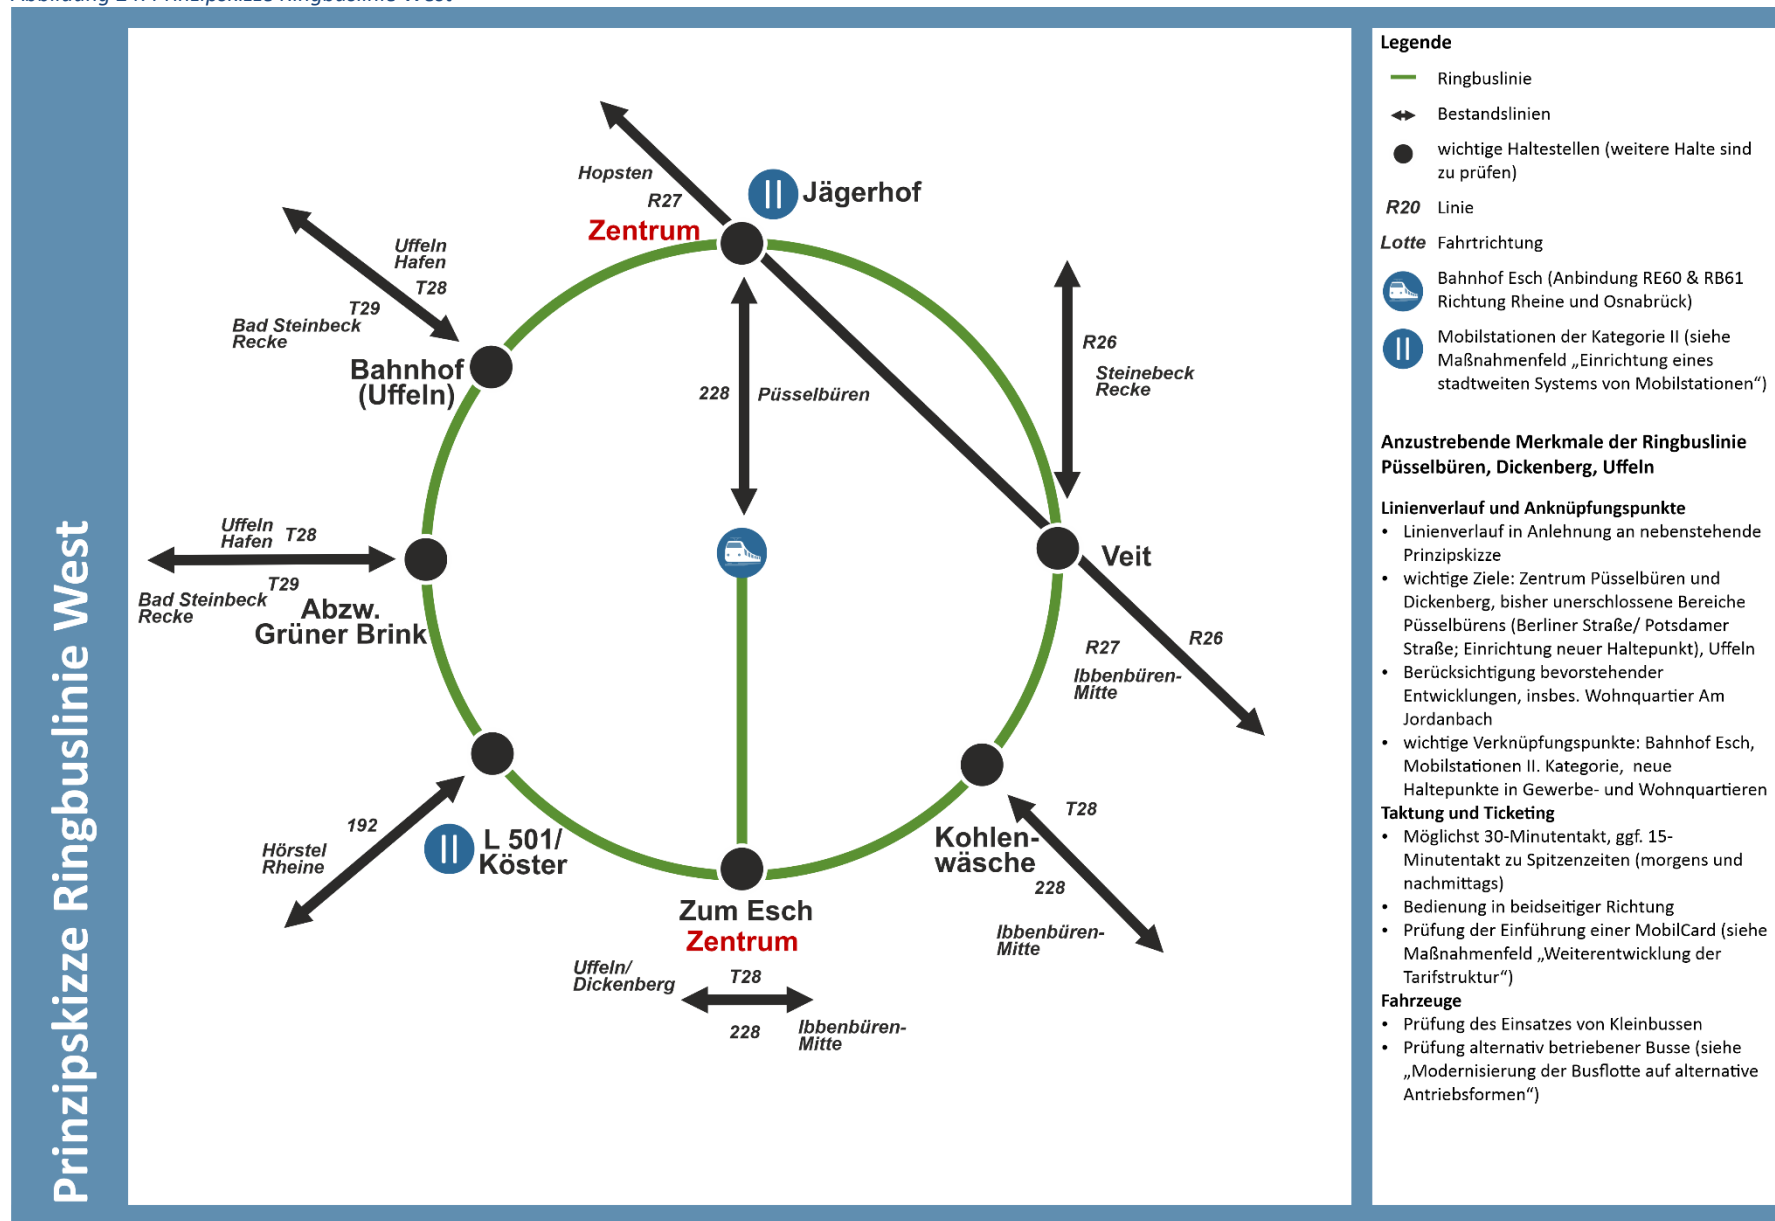 Prinzipskizze Ringbuslinie West
Hopsten
R27
Jägerhof
Zentrum
Uffeln
Hafen
T28
T29
Bad Steinbeck
Recke
Bahnhof
(Uffeln)
228
Püsselbüren
R26
Steinebeck
Recke
Uffeln
Hafen
T28
T29
Bad Steinbeck
Recke
Abzw.
Grüner Brink
Veit
R27
R26
Ibbenbüren-
Mitte
192
Hörstel
Rheine
L 501/
Köster
Zum Esch
Zentrum
Kohlen-
wäsche
T28
228
Ibbenbüren-
Mitte
Uffeln/
Dickenberg
T28
228
Ibbenbüren-
Mitte
Legende
Ringbuslinie
Bestandslinien
wichtige Haltestellen (weitere Halte sind
zu prüfen)
R20 Linie
Lotte Fahrtrichtung
Bahnhof Esch (Anbindung RE60 & RB61
Richtung Rheine und Osnabrück)
Mobilstationen der Kategorie II (siehe
Maßnahmenfeld „Einrichtung eines
stadtweiten Systems von Mobilstationen“)
Anzustrebende Merkmale der Ringbuslinie
Püsselbüren, Dickenberg, Uffeln
Linienverlauf und Anknüpfungspunkte
• Linienverlauf in Anlehnung an nebenstehende
Prinzipskizze
• wichtige Ziele: Zentrum Püsselbüren und
Dickenberg, bisher unerschlossene Bereiche
Püsselbürens (Berliner Straße/ Potsdamer
Straße; Einrichtung neuer Haltepunkt), Uffeln
• Berücksichtigung bevorstehender
Entwicklungen, insbes. Wohnquartier Am
Jordanbach
• wichtige Verknüpfungspunkte: Bahnhof Esch,
Mobilstationen II. Kategorie, neue
Haltepunkte in Gewerbe- und Wohnquartieren
Taktung und Ticketing
• Möglichst 30-Minutentakt, ggf. 15-
Minutentakt zu Spitzenzeiten (morgens und
nachmittags)
• Bedienung in beidseitiger Richtung
• Prüfung der Einführung einer MobilCard (siehe
Maßnahmenfeld „Weiterentwicklung der
Tarifstruktur“)
Fahrzeuge
• Prüfung des Einsatzes von Kleinbussen
• Prüfung alternativ betriebener Busse (siehe
„Modernisierung der Busflotte auf alternative
Antriebsformen“)